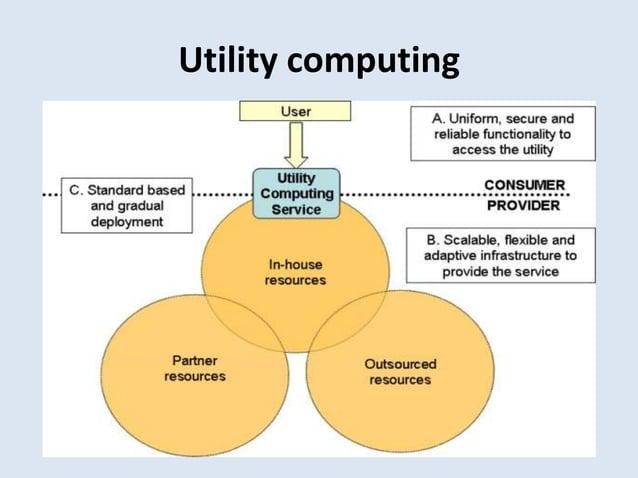 Utility computing
User
A. Uniform, secure and
reliable functionality to
access the utility
Utility
Computing
Service
C. Standard based
and gradual
deployment
CONSUMER
PROVIDER
B. Scalable, flexible and
adaptive infrastructure to
provide the service
In-house
resources
Partner
resources
Outsourced
resources